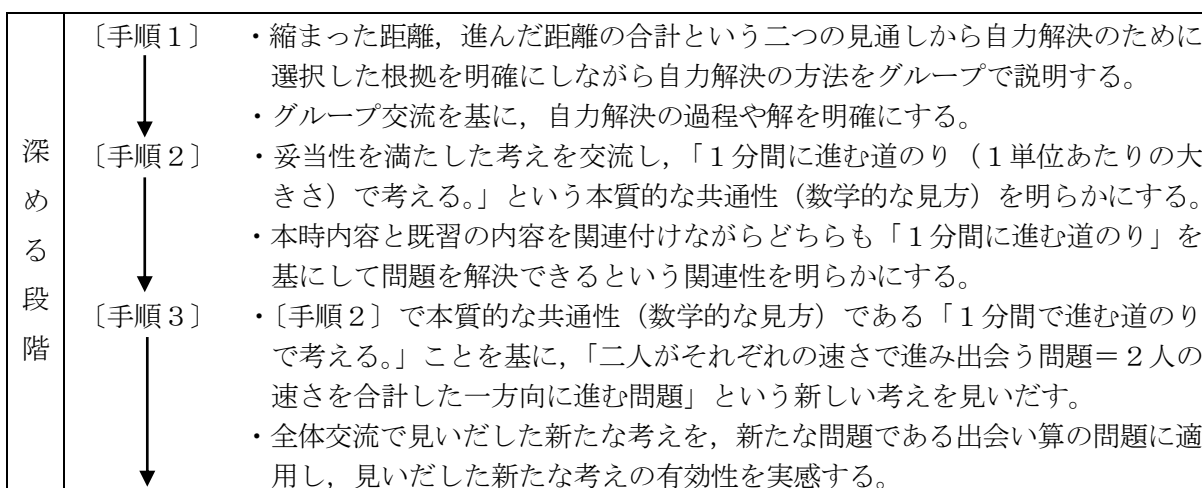 深める段階
〔手順１〕 ・縮まった距離，進んだ距離の合計という二つの見通しから自力解決のために
選択した根拠を明確にしながら自力解決の方法をグループで説明する。
・グループ交流を基に，自力解決の過程や解を明確にする。
〔手順２〕 ・妥当性を満たした考えを交流し，「１分間に進む道のり（１単位あたりの大
きさ）で考える。」という本質的な共通性（数学的な見方）を明らかにする。
・本時内容と既習の内容を関連付けながらどちらも「１分間に進む道のり」を
基にして問題を解決できるという関連性を明らかにする。
〔手順３〕 ・〔手順２〕で本質的な共通性（数学的な見方）である「１分間で進む道のり
で考える。」ことを基に，「二人がそれぞれの速さで進み出会う問題＝２人の
速さを合計した一方向に進む問題」という新しい考えを見いだす。
・全体交流で見いだした新たな考えを，新たな問題である出会い算の問題に適
用し，見いだした新たな考えの有効性を実感する。